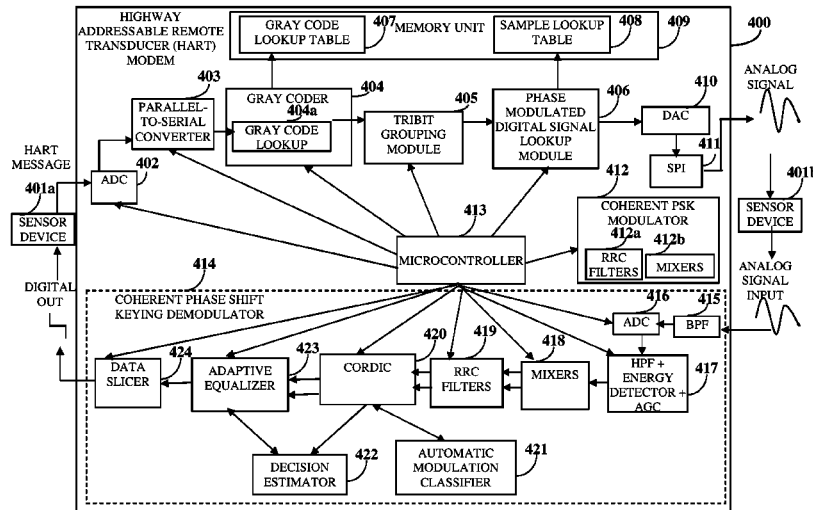 HIGHWAY
ADDRESSABLE REMOTE
TRANSDUCER (HART)
MODEM
GRAY CODE
LOOKUP TABLE
407
MEMORY UNIT
SAMPLE LOOKUP
TABLE
408
409
400
403
PARALLEL-
TO-SERIAL
CONVERTER
GRAY CODER
404
404a
GRAY CODE
LOOKUP
TRIBIT
GROUPING
MODULE
405
PHASE
MODULATED
DIGITAL SIGNAL
LOOKUP
MODULE
406
410
DAC
411
SPI
ANALOG
SIGNAL
HART
MESSAGE
401a
SENSOR
DEVICE
ADC
402
412
COHERENT PSK
MODULATOR
412a
RRC
FILTERS
412b
MIXERS
401b
SENSOR
DEVICE
413
MICROCONTROLLER
DIGITAL
OUT
414
COHERENT PHASE SHIFT
KEYING DEMODULATOR
ANALOG
SIGNAL
INPUT
416
ADC
415
BPF
DATA
SLICER
424
ADAPTIVE
EQUALIZER
423
CORDIC
420
RRC
FILTERS
419
MIXERS
418
HPF +
ENERGY
DETECTOR +
AGC
417
DECISION
ESTIMATOR
422
AUTOMATIC
MODULATION
CLASSIFIER
421